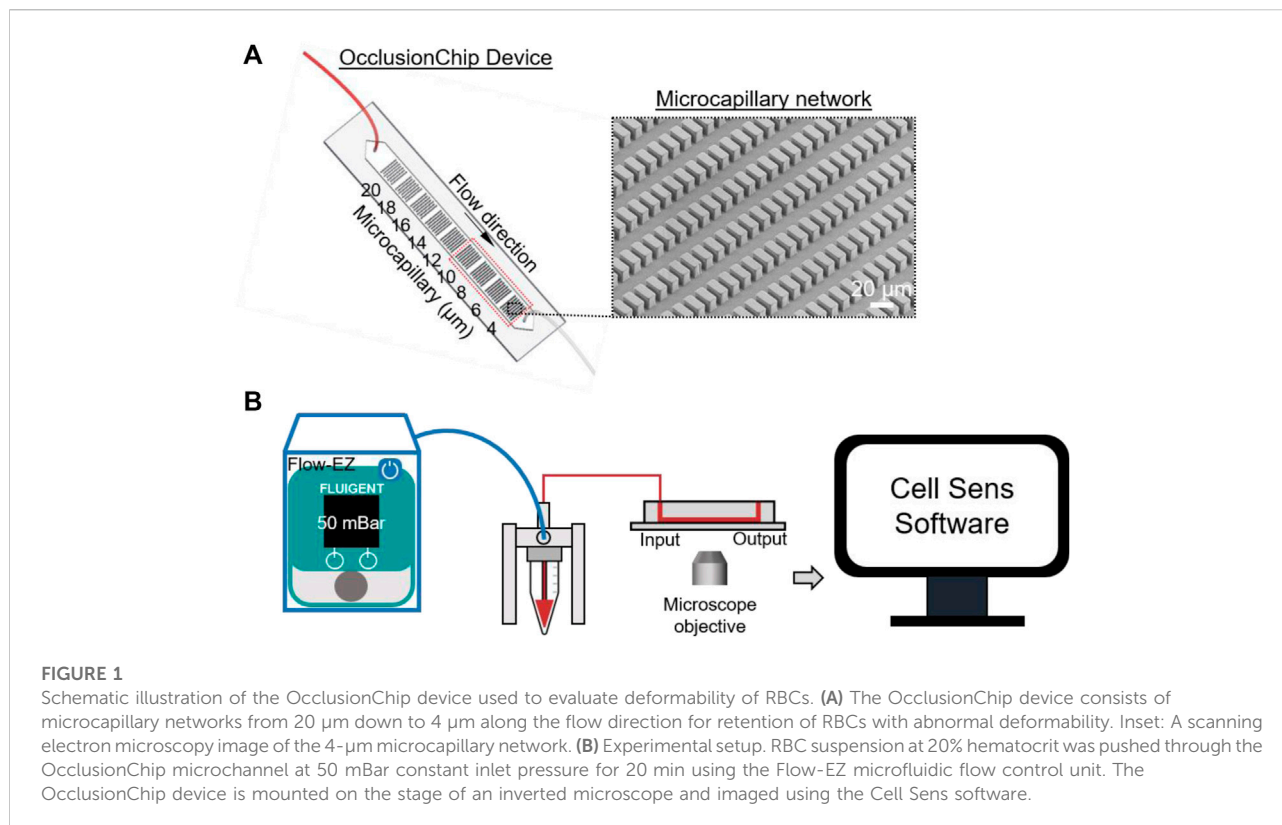 A
OcclusionChip Device
Microcapillary network
Flow direction
20
18
16
14
12
10
8
6
4
Microcapillary (µm)
20 µm
B
Flow-EZ
FLUIGENT
50 mBar
Input
Output
Microscope
objective
Cell Sens
Software
FIGURE 1
Schematic illustration of the OcclusionChip device used to evaluate deformability of RBCs. (A) The OcclusionChip device consists of
microcapillary networks from 20 µm down to 4 µm along the flow direction for retention of RBCs with abnormal deformability. Inset: A scanning
electron microscopy image of the 4-µm microcapillary network. (B) Experimental setup. RBC suspension at 20% hematocrit was pushed through the
OcclusionChip microchannel at 50 mBar constant inlet pressure for 20 min using the Flow-EZ microfluidic flow control unit. The
OcclusionChip device is mounted on the stage of an inverted microscope and imaged using the Cell Sens software.